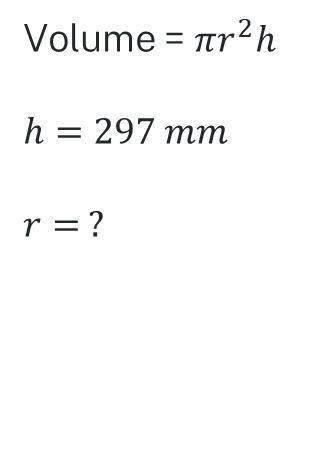 Volume = πr²h
h = 297 mm
r = ?